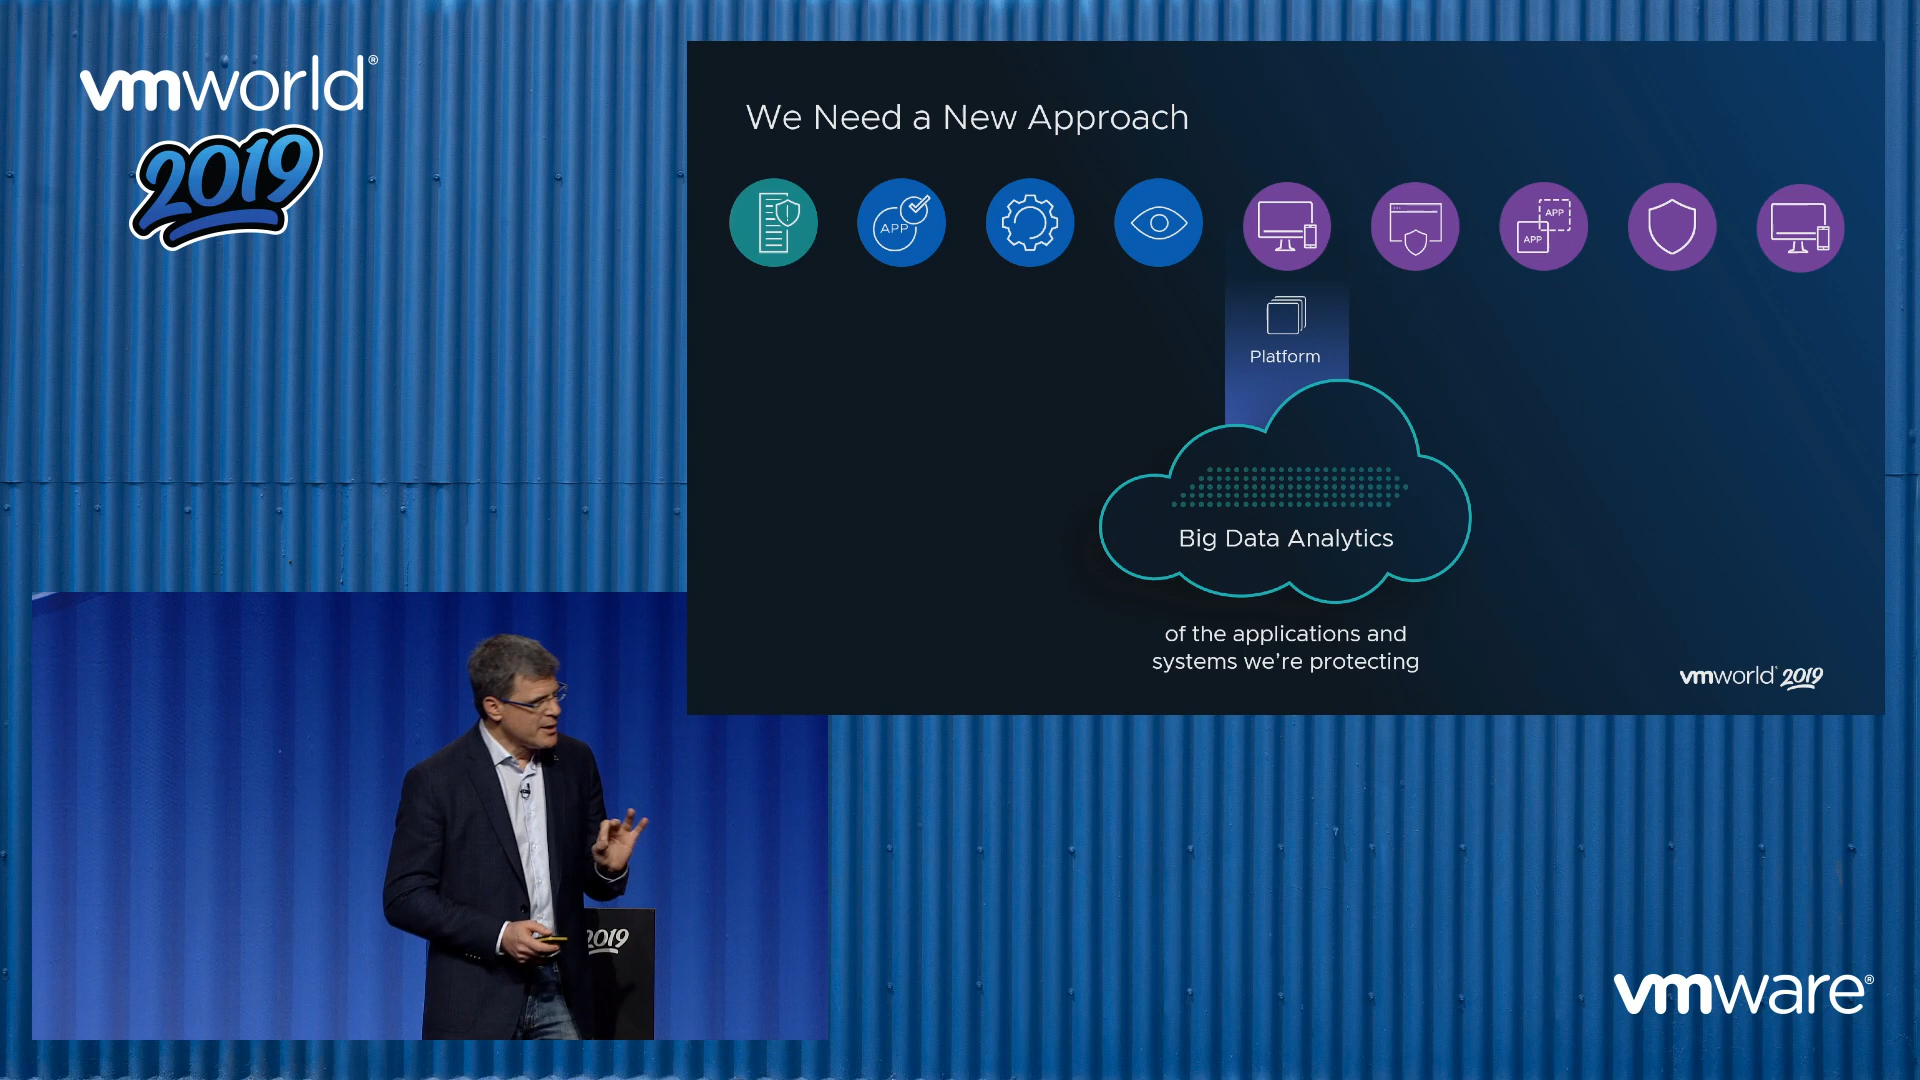 vmworld®
2019
We Need a New Approach
APP
APP
APP
Platform
Big Data Analytics
of the applications and
systems we're protecting
vmworld® 2019
2019
vmware®